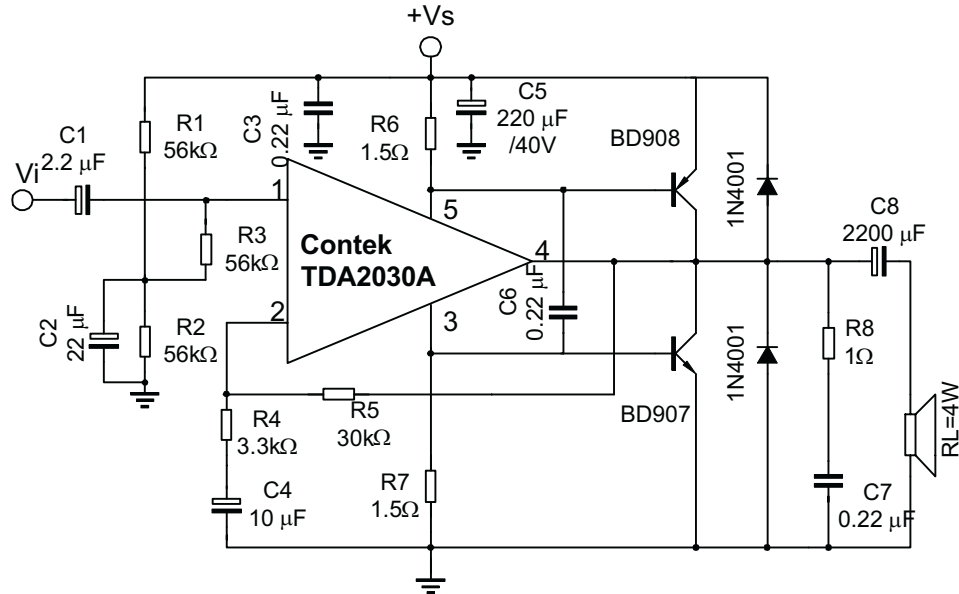 +Vs
C1
2.2 µF
Vi
R1
56kΩ
C3
0.22 µF
R6
1.5Ω
C5
220 µF
/40V
BD908
1N4001
C8
2200 µF
1
5
R3
56kΩ
Contek
TDA2030A
4
C2
22 µF
R2
56kΩ
2
3
C6
0.22 µF
R8
1Ω
1N4001
R4
3.3kΩ
R5
30kΩ
BD907
RL=4W
C4
10 µF
R7
1.5Ω
C7
0.22 µF